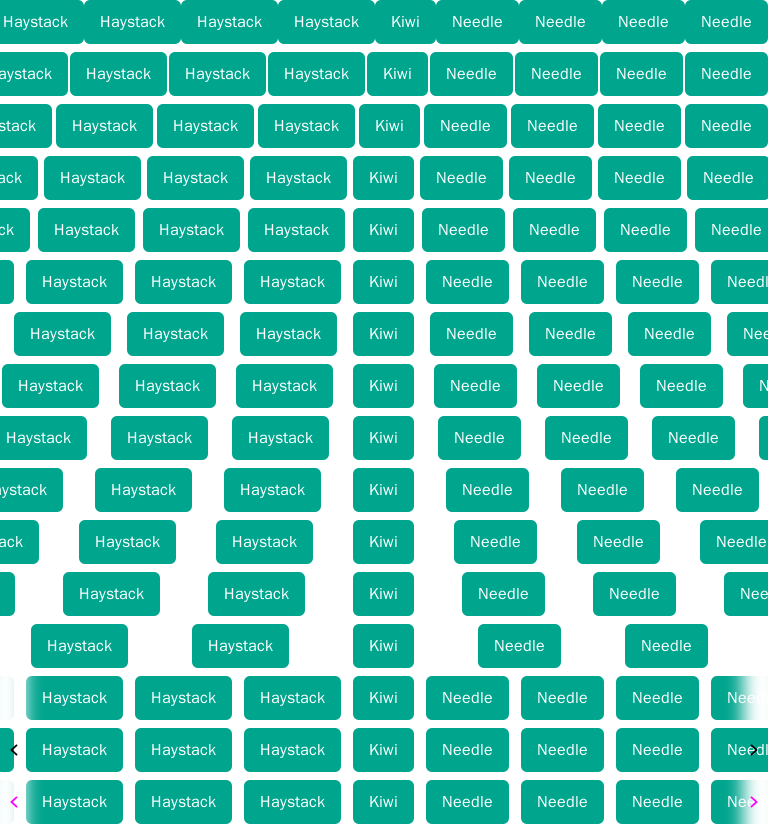 Haystack Haystack Haystack Haystack Kiwi Needle Needle Needle Needle
aystack Haystack Haystack Haystack Kiwi Needle Needle Needle Needle
stack Haystack Haystack Haystack Kiwi Needle Needle Needle Needle
ack Haystack Haystack Haystack Kiwi Needle Needle Needle Needle
ck Haystack Haystack Haystack Kiwi Needle Needle Needle Needle
Haystack Haystack Haystack Kiwi Needle Needle Needle Needl
Haystack Haystack Haystack Kiwi Needle Needle Needle Nee
Haystack Haystack Haystack Kiwi Needle Needle Needle N
Haystack Haystack Haystack Kiwi Needle Needle Needle
ystack Haystack Haystack Kiwi Needle Needle Needle
ack Haystack Haystack Kiwi Needle Needle Needle
Haystack Haystack Kiwi Needle Needle Nee
Haystack Haystack Kiwi Needle Needle
Haystack Haystack Haystack Kiwi Needle Needle Needle Need
Haystack Haystack Haystack Kiwi Needle Needle Needle Needl
Haystack Haystack Haystack Kiwi Needle Needle Needle Nee